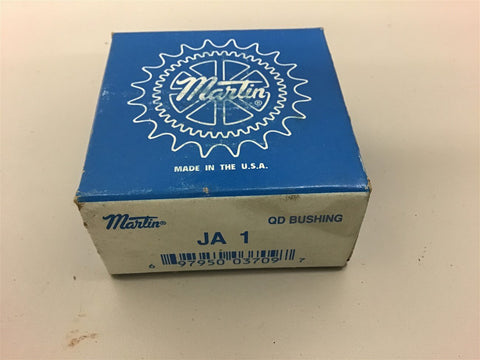 Martin®
MADE IN THE U.S.A.
Martin® QD BUSHING
JA 1
6 97950 03709 7